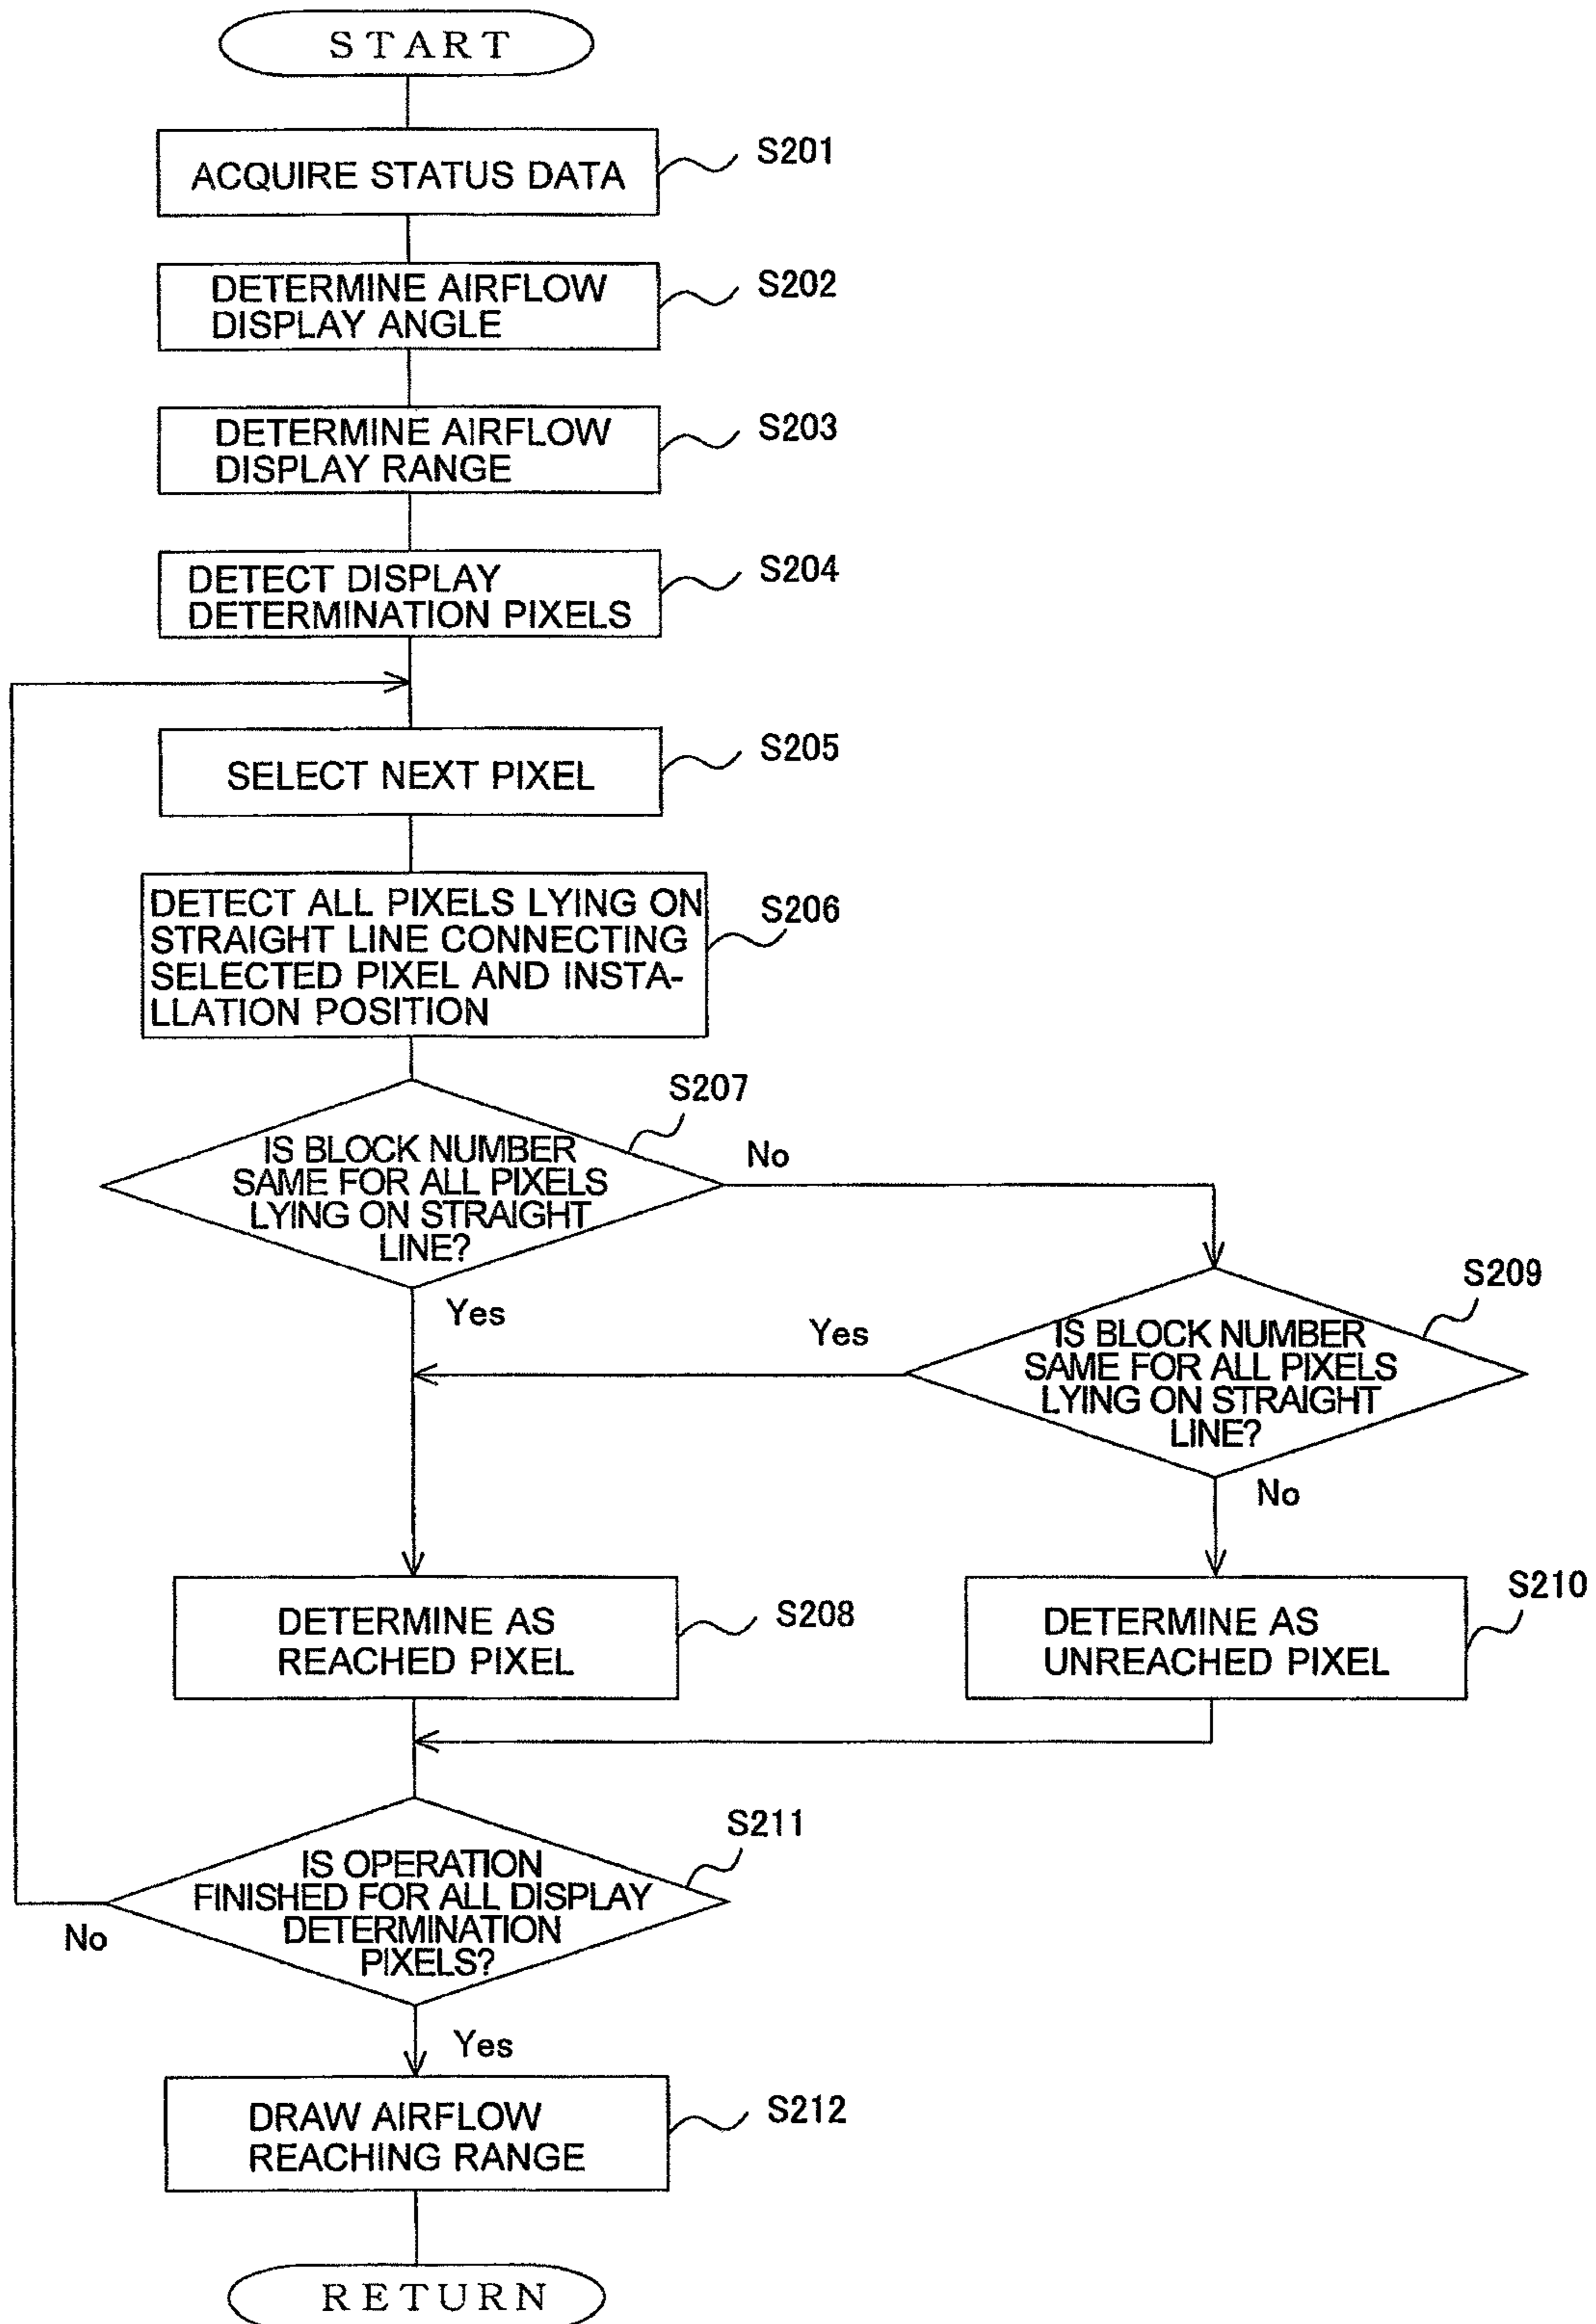 START
ACQUIRE STATUS DATA
S201
DETERMINE AIRFLOW
DISPLAY ANGLE
S202
DETERMINE AIRFLOW
DISPLAY RANGE
S203
DETECT DISPLAY
DETERMINATION PIXELS
S204
SELECT NEXT PIXEL
S205
DETECT ALL PIXELS LYING ON
STRAIGHT LINE CONNECTING
SELECTED PIXEL AND INSTA-
LLATION POSITION
S206
IS BLOCK NUMBER
SAME FOR ALL PIXELS
LYING ON STRAIGHT
LINE?
S207
No
Yes
IS BLOCK NUMBER
SAME FOR ALL PIXELS
LYING ON STRAIGHT
LINE?
S209
Yes
No
DETERMINE AS
REACHED PIXEL
S208
DETERMINE AS
UNREACHED PIXEL
S210
IS OPERATION
FINISHED FOR ALL DISPLAY
DETERMINATION
PIXELS?
S211
No
Yes
DRAW AIRFLOW
REACHING RANGE
S212
RETURN